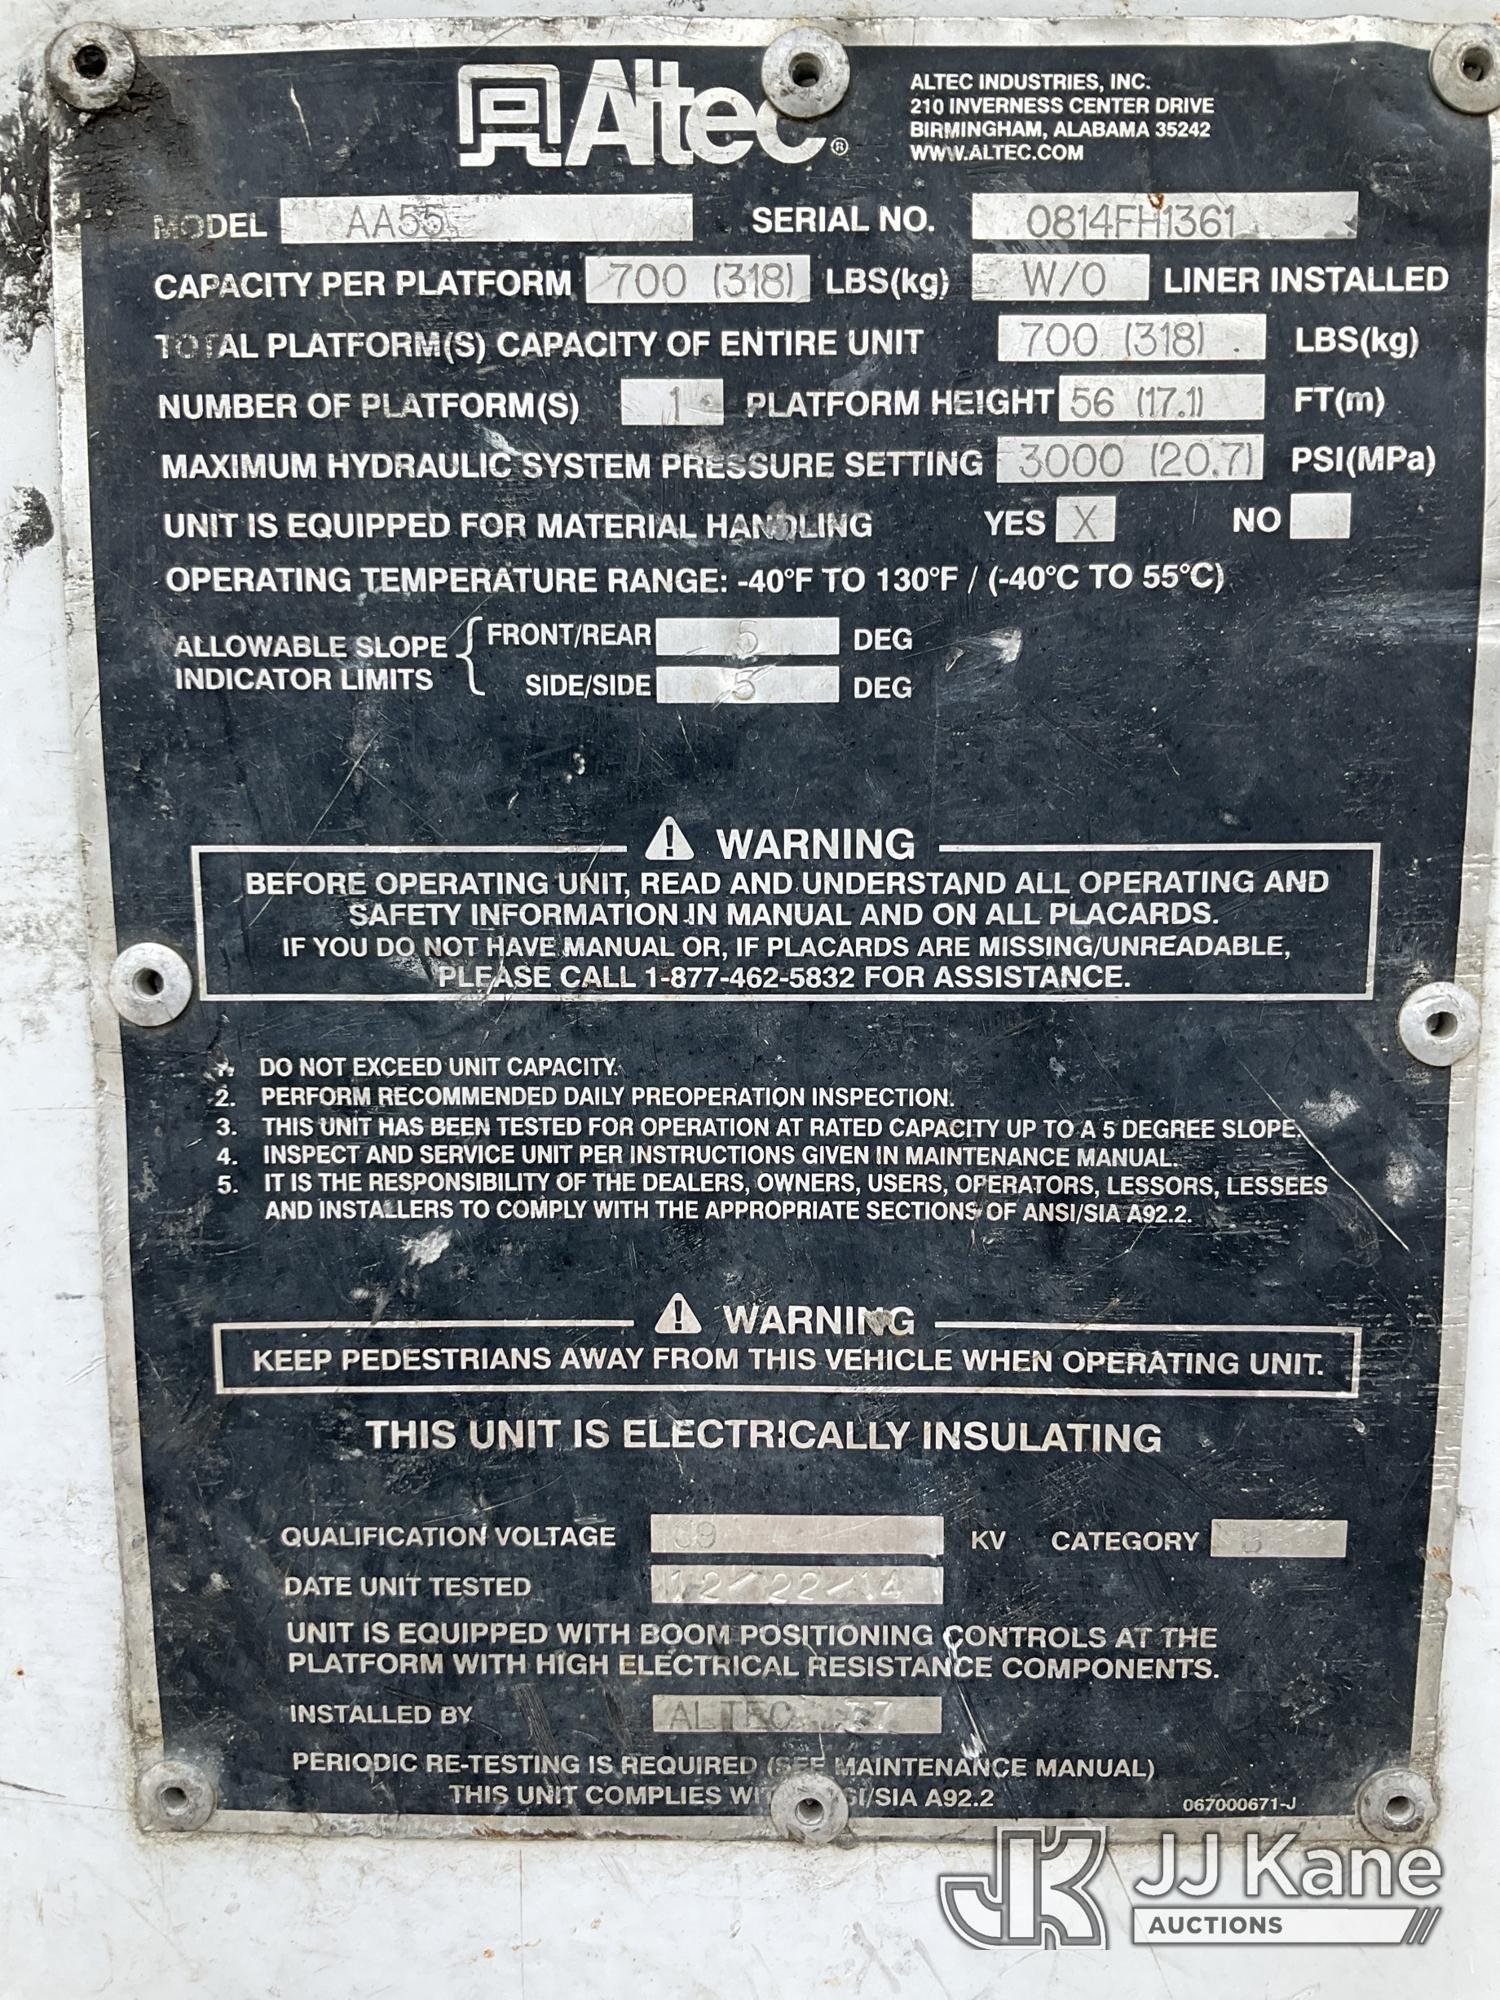 Altec®
ALTEC INDUSTRIES, INC.
210 INVERNESS CENTER DRIVE
BIRMINGHAM, ALABAMA 35242
WWW.ALTEC.COM
MODEL AA55 SERIAL NO. 0814FH1361
CAPACITY PER PLATFORM 700 (318) LBS(kg) W/O LINER INSTALLED
TOTAL PLATFORM(S) CAPACITY OF ENTIRE UNIT 700 (318) LBS(kg)
NUMBER OF PLATFORM(S) 1 PLATFORM HEIGHT 56 (17.1) FT(m)
MAXIMUM HYDRAULIC SYSTEM PRESSURE SETTING 3000 (20.7) PSI(MPa)
UNIT IS EQUIPPED FOR MATERIAL HANDLING YES X NO
OPERATING TEMPERATURE RANGE: -40°F TO 130°F / (-40°C TO 55°C)
ALLOWABLE SLOPE INDICATOR LIMITS
FRONT/REAR 5 DEG
SIDE/SIDE 5 DEG
⚠ WARNING
BEFORE OPERATING UNIT, READ AND UNDERSTAND ALL OPERATING AND
SAFETY INFORMATION IN MANUAL AND ON ALL PLACARDS.
IF YOU DO NOT HAVE MANUAL OR, IF PLACARDS ARE MISSING/UNREADABLE,
PLEASE CALL 1-877-462-5832 FOR ASSISTANCE.
1. DO NOT EXCEED UNIT CAPACITY.
2. PERFORM RECOMMENDED DAILY PREOPERATION INSPECTION.
3. THIS UNIT HAS BEEN TESTED FOR OPERATION AT RATED CAPACITY UP TO A 5 DEGREE SLOPE.
4. INSPECT AND SERVICE UNIT PER INSTRUCTIONS GIVEN IN MAINTENANCE MANUAL.
5. IT IS THE RESPONSIBILITY OF THE DEALERS, OWNERS, USERS, OPERATORS, LESSORS, LESSEES
AND INSTALLERS TO COMPLY WITH THE APPROPRIATE SECTIONS OF ANSI/SIA A92.2.
⚠ WARNING
KEEP PEDESTRIANS AWAY FROM THIS VEHICLE WHEN OPERATING UNIT.
THIS UNIT IS ELECTRICALLY INSULATING
QUALIFICATION VOLTAGE KV CATEGORY
DATE UNIT TESTED 12/22/14
UNIT IS EQUIPPED WITH BOOM POSITIONING CONTROLS AT THE
PLATFORM WITH HIGH ELECTRICAL RESISTANCE COMPONENTS.
INSTALLED BY ALTEC
PERIODIC RE-TESTING IS REQUIRED (SEE MAINTENANCE MANUAL)
THIS UNIT COMPLIES WITH ANSI/SIA A92.2
067000671-J
JK JJ Kane
AUCTIONS